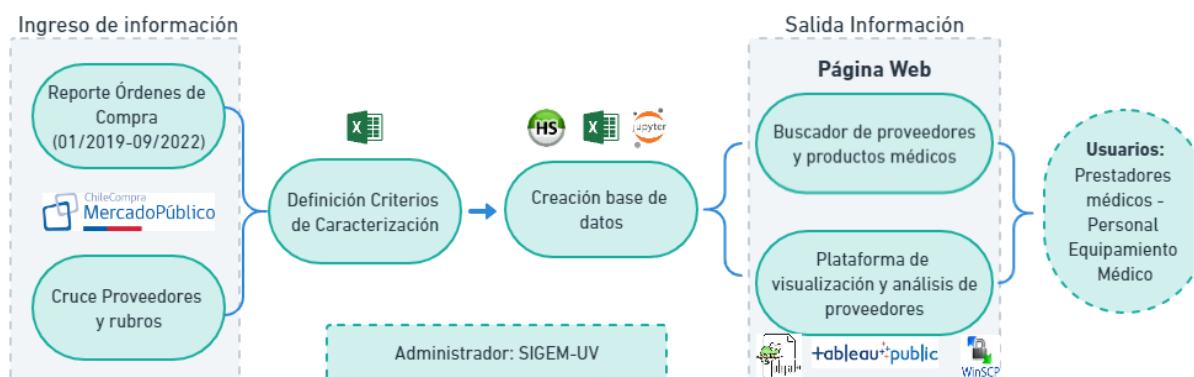 Ingreso de información
Reporte Órdenes de
Compra
(01/2019-09/2022)
ChileCompra
MercadoPúblico
Cruce Proveedores
y rubros
X
Definición Criterios
de Caracterización
HS
X
jupyter
Creación base de
datos
Administrador: SIGEM-UV
Salida Información
Página Web
Buscador de proveedores
y productos médicos
Plataforma de
visualización y análisis de
proveedores
+ableau+public
WinSCP
Usuarios:
Prestadores
médicos -
Personal
Equipamiento
Médico